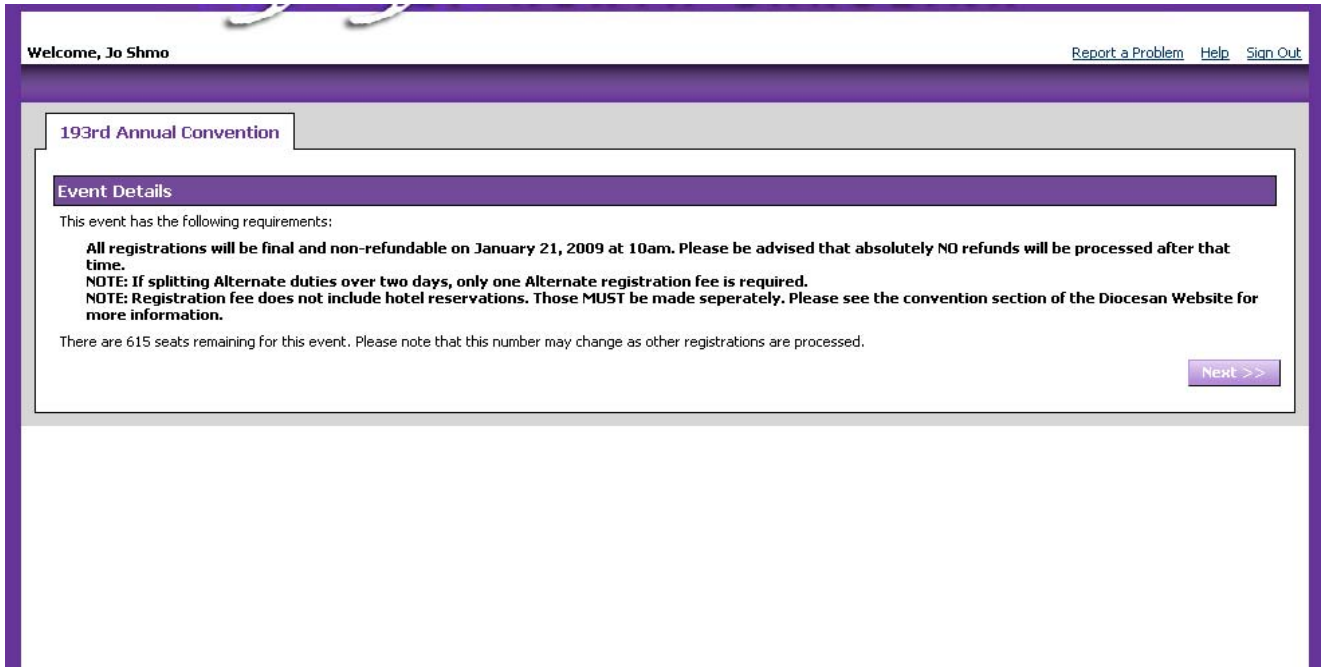 Welcome, Jo Shmo
Report a Problem Help Sign Out
193rd Annual Convention
Event Details
This event has the following requirements:
All registrations will be final and non-refundable on January 21, 2009 at 10am. Please be advised that absolutely NO refunds will be processed after that
time.
NOTE: If splitting Alternate duties over two days, only one Alternate registration fee is required.
NOTE: Registration fee does not include hotel reservations. Those MUST be made seperately. Please see the convention section of the Diocesan Website for
more information.
There are 615 seats remaining for this event. Please note that this number may change as other registrations are processed.
Next >>